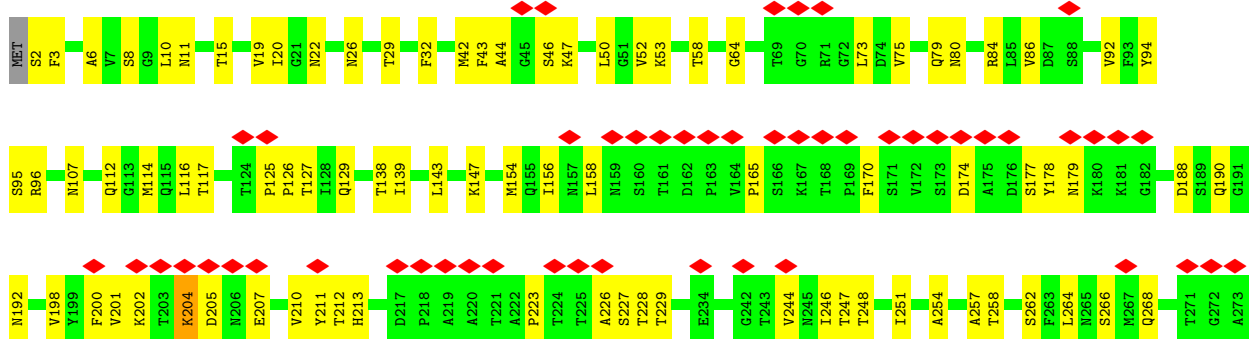 MET S2 F3 A6 V7 S8 G9 L10 N11 T15 V19 I20 G21 N22 N26 T29 F32 M42 F43 A44 G45 S46 K47 L50 G51 V52 K53 T58 G64 T69 G70 R71 G72 L73 D74 V75 Q79 N80 R84 L85 V86 D87 S88 V92 F93 Y94
S95 R96 N107 Q112 G113 M114 Q115 L116 T117 T124 P125 P126 T127 I128 Q129 T138 I139 L143 K147 M154 Q155 I156 N157 L158 N159 S160 T161 D162 P163 V164 P165 S166 K167 T168 P169 F170 S171 V172 S173 D174 A175 D176 S177 Y178 N179 K180 K181 G182 D188 S189 Q190 G191
N192 V198 Y199 F200 V201 K202 T203 K204 D205 N206 E207 V210 Y211 T212 H213 D217 P218 A219 A220 T221 A222 P223 T224 T225 A226 S227 T228 T229 E234 G242 T243 V244 N245 I246 T247 T248 I251 A254 A257 T258 S262 F263 L264 N265 S266 M267 Q268 T271 G272 A273